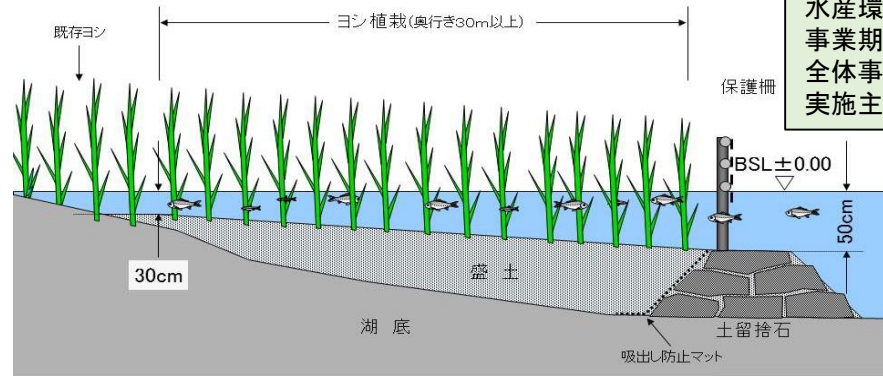 水産環
事業期
全体事
実施主
ヨシ植栽(奥行き30m以上)
既存ヨシ
保護柵
BSL±0.00
50cm
30cm
盛土
湖底
土留捨石
吸出し防止マット